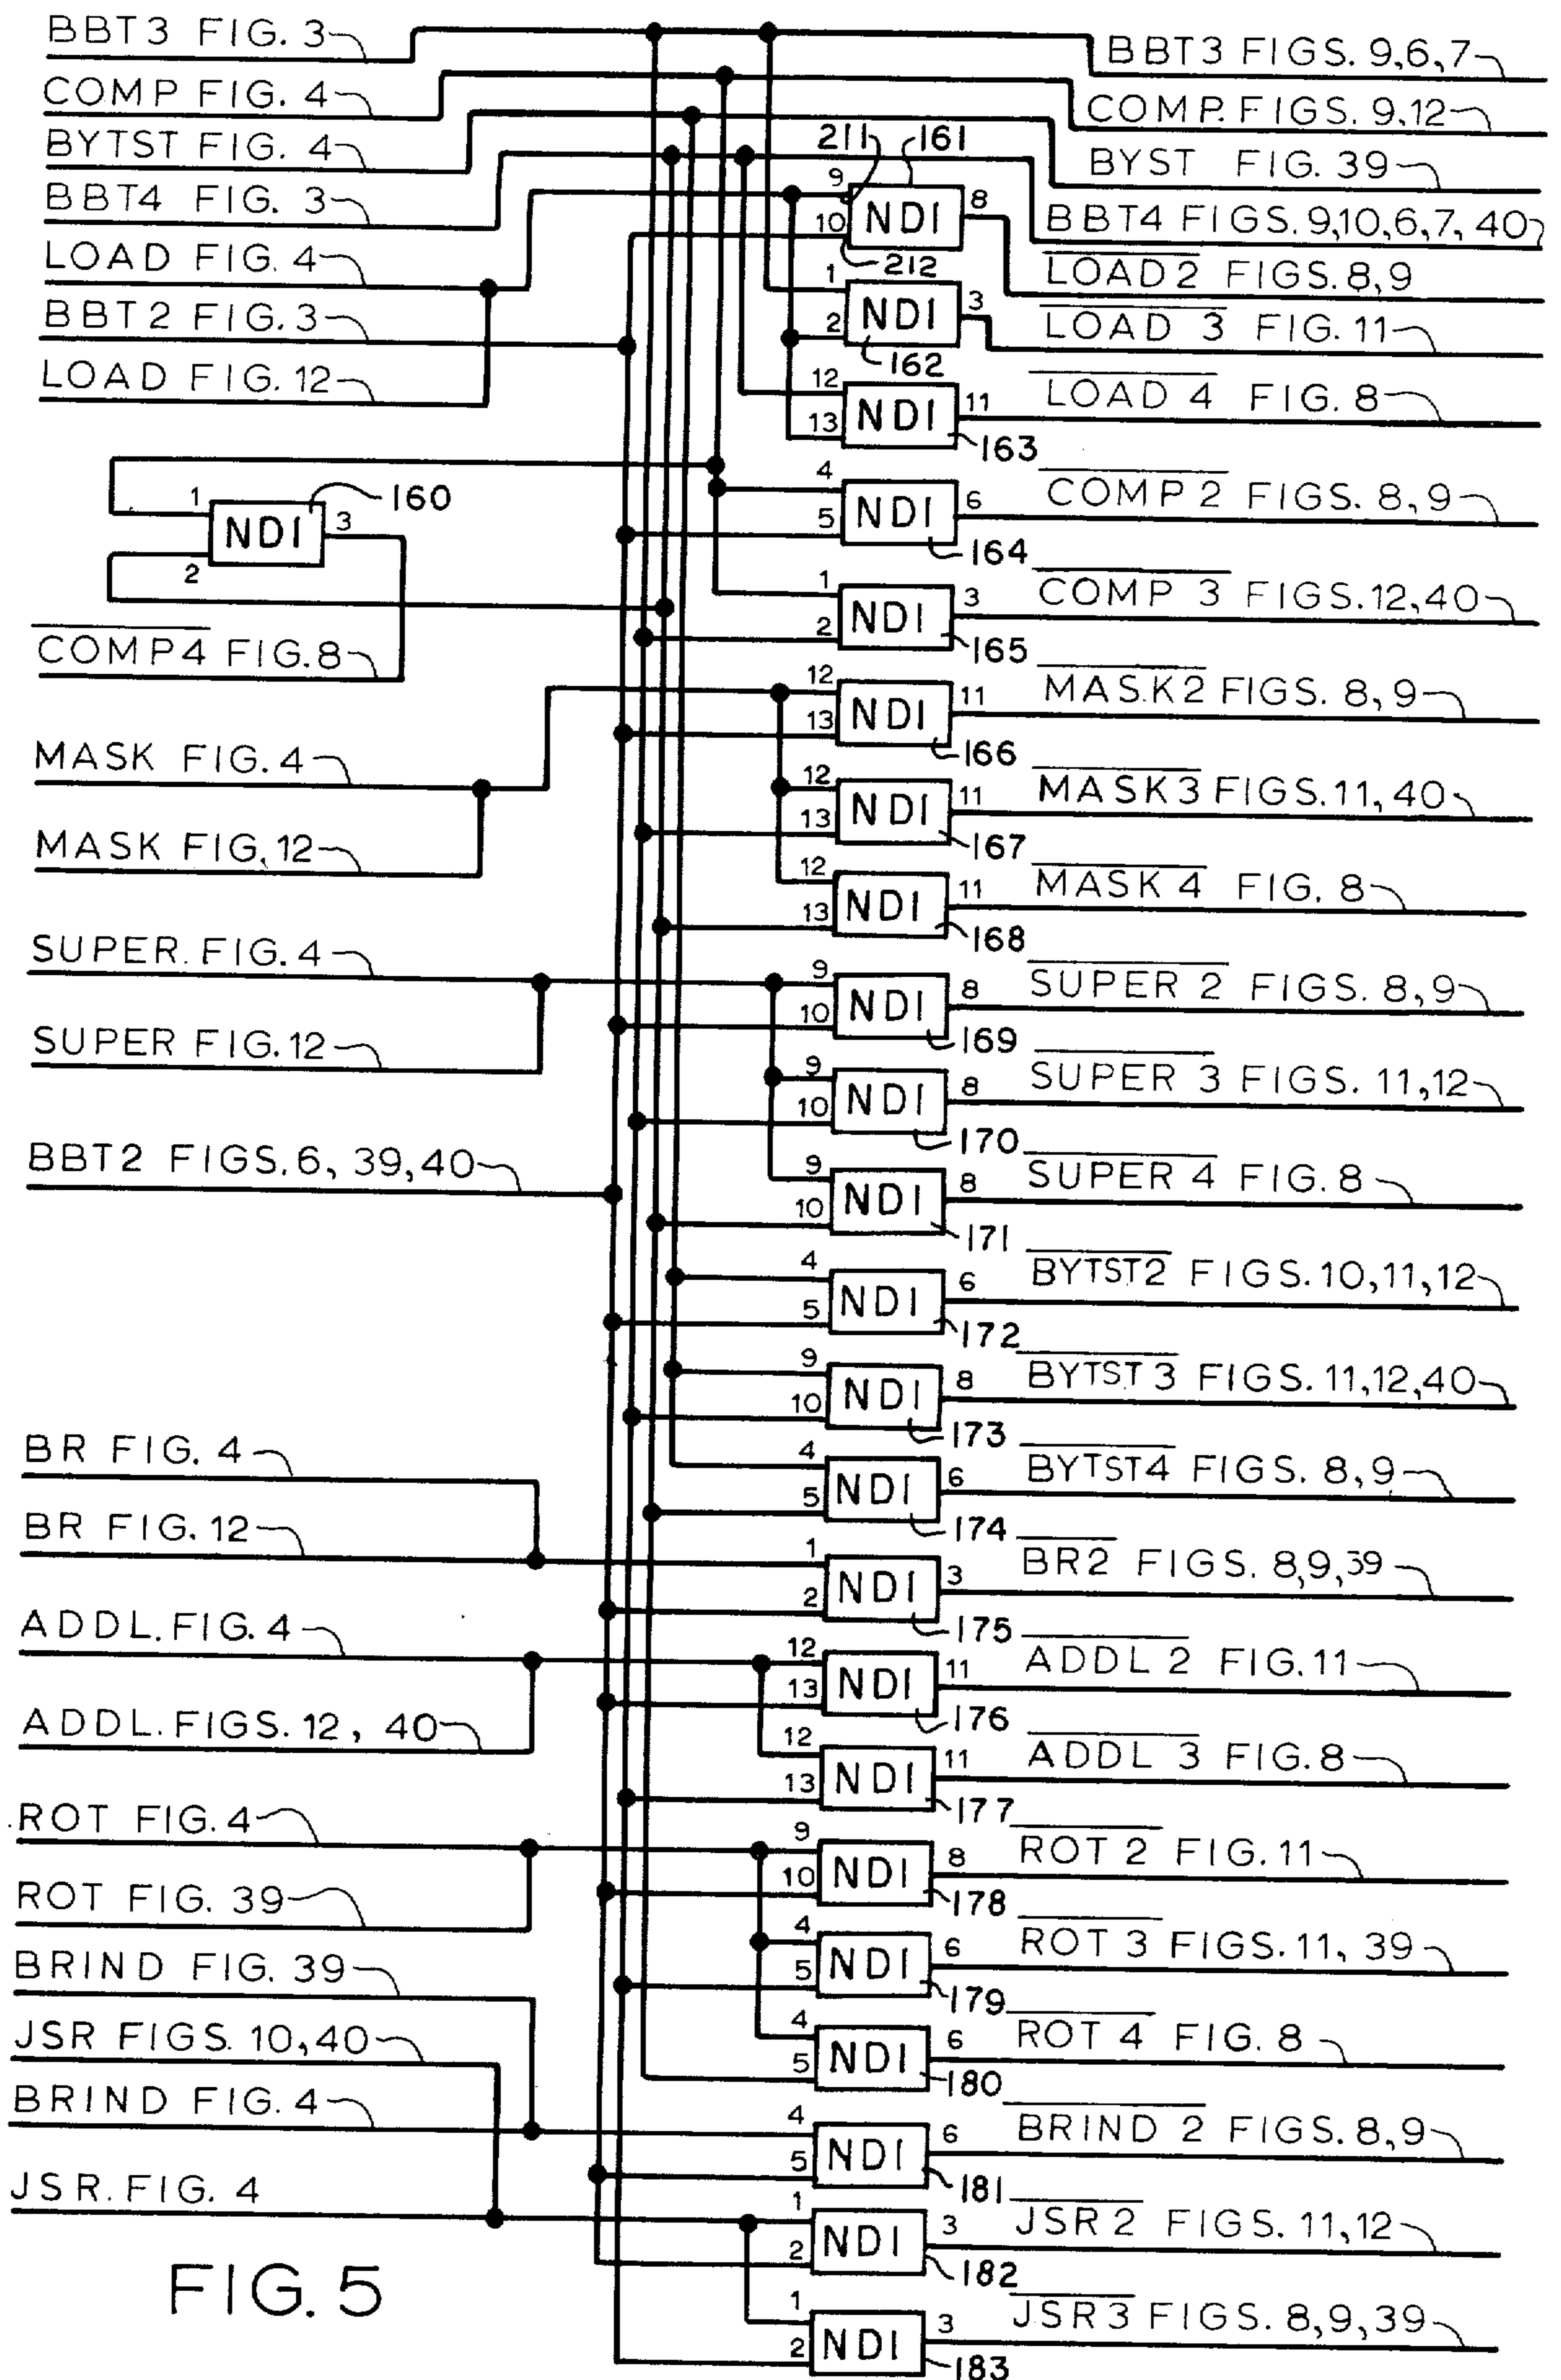 BBT3 FIG. 3
COMP FIG. 4
BYTST FIG. 4
BBT4 FIG. 3
LOAD FIG. 4
BBT2 FIG. 3
LOAD FIG. 12
BBT3 FIGS. 9,6,7
COMP. FIGS. 9,12
BYST FIG. 39
BBT4 FIGS. 9,10,6,7,40
211 161
9 10 NDI 8
212
LOAD2 FIGS. 8,9
1 2 NDI 3
162
LOAD 3 FIG. 11
12 13 NDI 11
163
LOAD 4 FIG. 8
1 2 NDI 3
160
COMP4 FIG. 8
4 5 NDI 6
164
COMP 2 FIGS. 8,9
1 2 NDI 3
165
COMP 3 FIGS. 12,40
MASK FIG. 4
MASK FIG. 12
12 13 NDI 11
166
MASK2 FIGS. 8,9
12 13 NDI 11
167
MASK3 FIGS. 11,40
12 13 NDI 11
168
MASK 4 FIG. 8
SUPER. FIG. 4
SUPER FIG. 12
9 10 NDI 8
169
SUPER 2 FIGS. 8,9
9 10 NDI 8
170
SUPER 3 FIGS. 11,12
BBT2 FIGS. 6, 39,40
9 10 NDI 8
171
SUPER 4 FIG. 8
4 5 NDI 6
172
BYTST2 FIGS. 10,11,12
9 10 NDI 8
173
BYTST3 FIGS. 11,12,40
4 5 NDI 6
174
BYTST4 FIGS. 8,9
BR FIG. 4
BR FIG. 12
1 2 NDI 3
175
BR2 FIGS. 8,9,39
ADDL. FIG. 4
ADDL. FIGS. 12, 40
12 13 NDI 11
176
ADDL 2 FIG. 11
12 13 NDI 11
177
ADDL 3 FIG. 8
ROT FIG. 4
ROT FIG. 39
9 10 NDI 8
178
ROT 2 FIG. 11
4 5 NDI 6
179
ROT 3 FIGS. 11, 39
4 5 NDI 6
180
ROT 4 FIG. 8
BRIND FIG. 39
JSR FIGS. 10,40
BRIND FIG. 4
JSR. FIG. 4
4 5 NDI 6
181
BRIND 2 FIGS. 8,9
1 2 NDI 3
182
JSR2 FIGS. 11,12
1 2 NDI 3
183
JSR3 FIGS. 8,9,39
FIG. 5